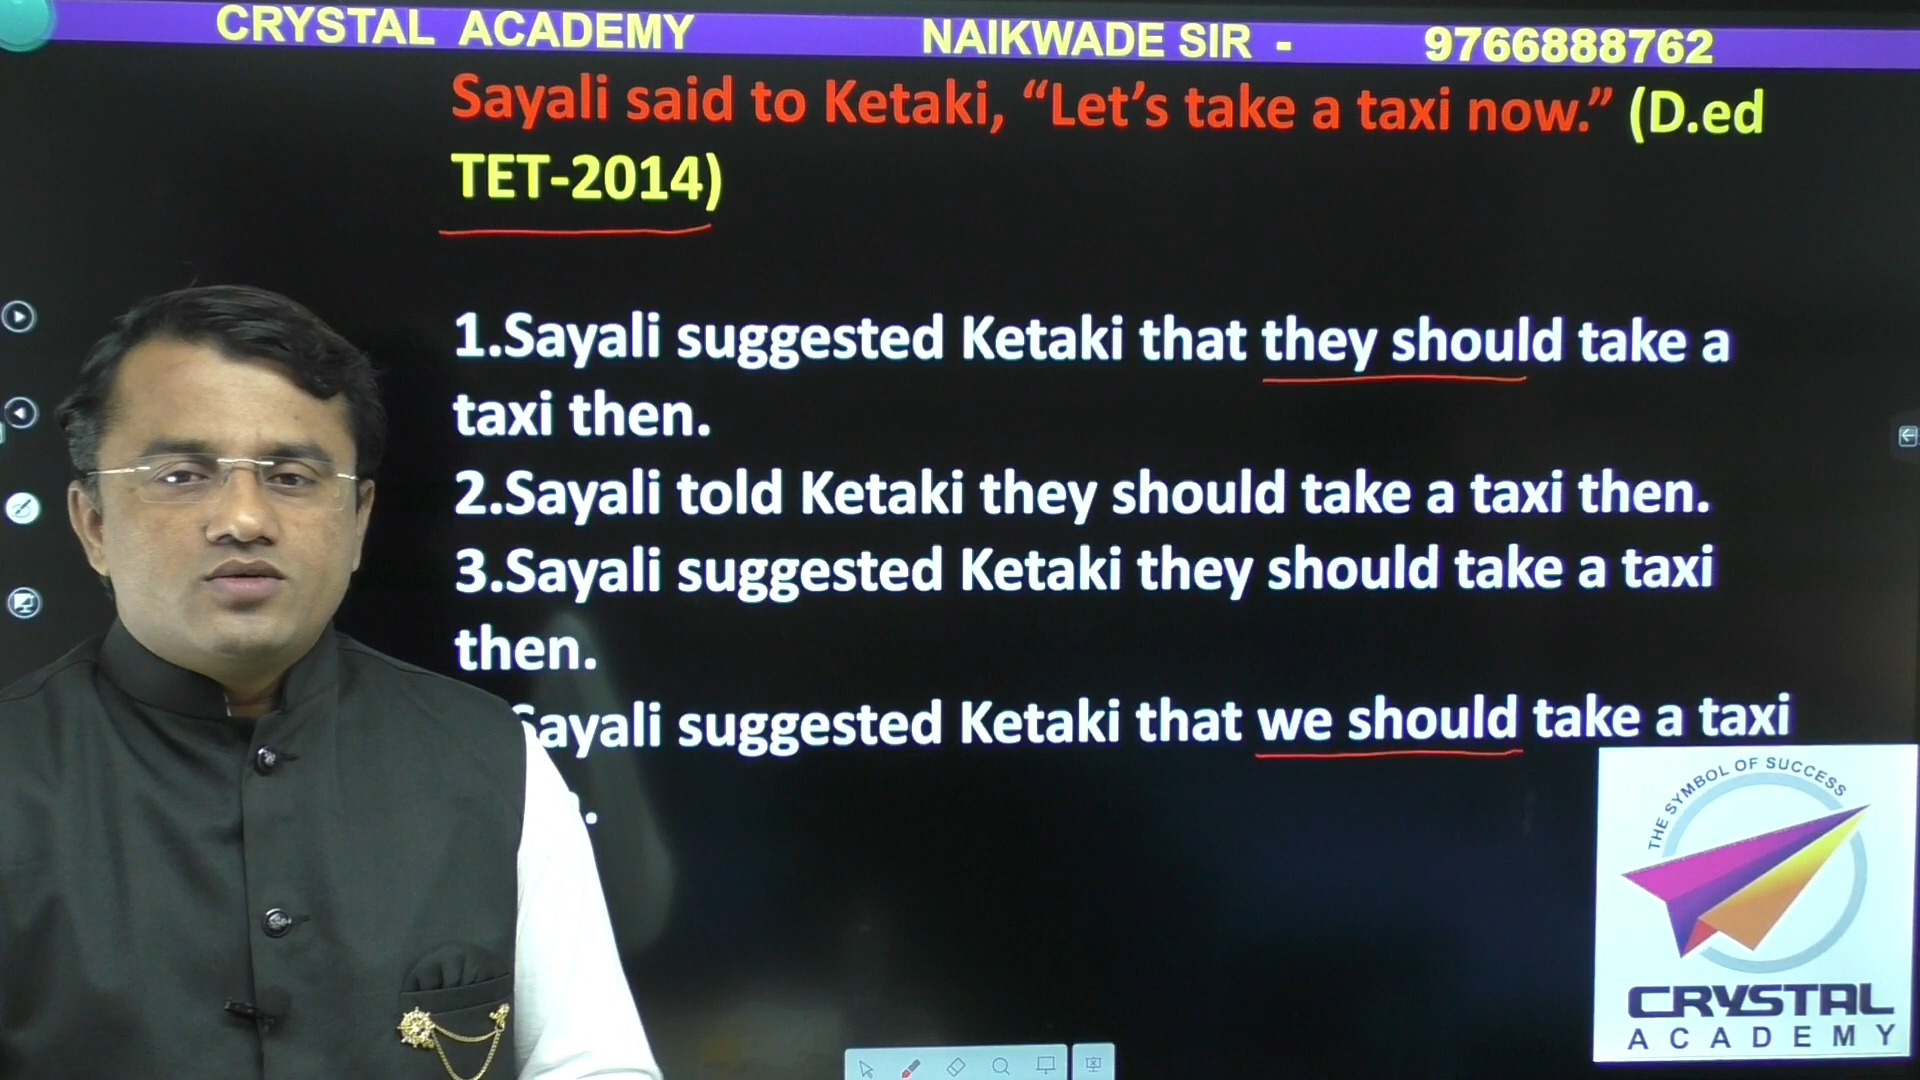 CRYSTAL ACADEMY NAIKWADE SIR - 9766888762
Sayali said to Ketaki, “Let’s take a taxi now.” (D.ed
TET-2014)
1.Sayali suggested Ketaki that they should take a
taxi then.
2.Sayali told Ketaki they should take a taxi then.
3.Sayali suggested Ketaki they should take a taxi
then.
Sayali suggested Ketaki that we should take a taxi
THE SYMBOL OF SUCCESS
CRYSTAL
ACADEMY